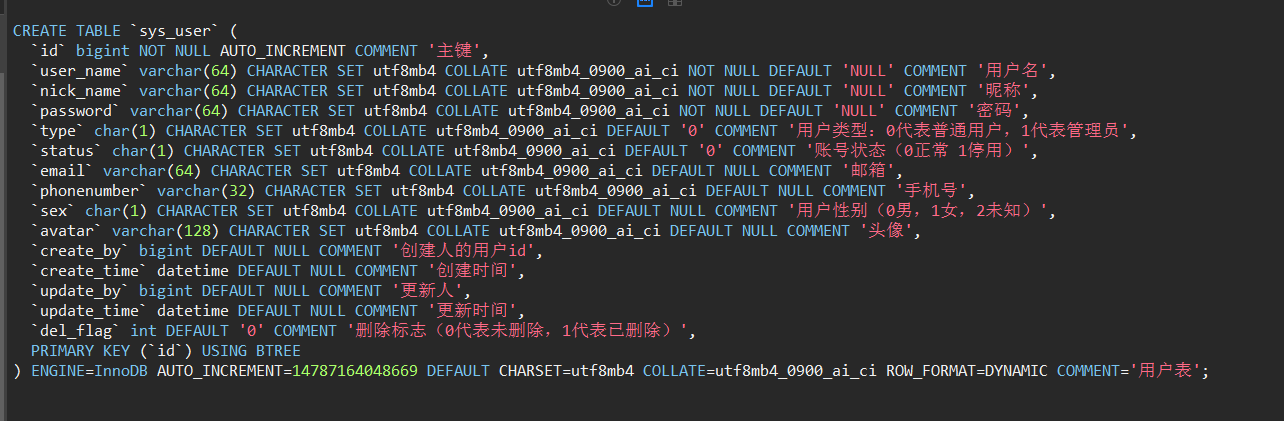 CREATE TABLE `sys_user` (
  `id` bigint NOT NULL AUTO_INCREMENT COMMENT '主键',
  `user_name` varchar(64) CHARACTER SET utf8mb4 COLLATE utf8mb4_0900_ai_ci NOT NULL DEFAULT 'NULL' COMMENT '用户名',
  `nick_name` varchar(64) CHARACTER SET utf8mb4 COLLATE utf8mb4_0900_ai_ci NOT NULL DEFAULT 'NULL' COMMENT '昵称',
  `password` varchar(64) CHARACTER SET utf8mb4 COLLATE utf8mb4_0900_ai_ci NOT NULL DEFAULT 'NULL' COMMENT '密码',
  `type` char(1) CHARACTER SET utf8mb4 COLLATE utf8mb4_0900_ai_ci DEFAULT '0' COMMENT '用户类型：0代表普通用户，1代表管理员',
  `status` char(1) CHARACTER SET utf8mb4 COLLATE utf8mb4_0900_ai_ci DEFAULT '0' COMMENT '账号状态（0正常 1停用）',
  `email` varchar(64) CHARACTER SET utf8mb4 COLLATE utf8mb4_0900_ai_ci DEFAULT NULL COMMENT '邮箱',
  `phonenumber` varchar(32) CHARACTER SET utf8mb4 COLLATE utf8mb4_0900_ai_ci DEFAULT NULL COMMENT '手机号',
  `sex` char(1) CHARACTER SET utf8mb4 COLLATE utf8mb4_0900_ai_ci DEFAULT NULL COMMENT '用户性别（0男，1女，2未知）',
  `avatar` varchar(128) CHARACTER SET utf8mb4 COLLATE utf8mb4_0900_ai_ci DEFAULT NULL COMMENT '头像',
  `create_by` bigint DEFAULT NULL COMMENT '创建人的用户id',
  `create_time` datetime DEFAULT NULL COMMENT '创建时间',
  `update_by` bigint DEFAULT NULL COMMENT '更新人',
  `update_time` datetime DEFAULT NULL COMMENT '更新时间',
  `del_flag` int DEFAULT '0' COMMENT '删除标志（0代表未删除，1代表已删除）',
  PRIMARY KEY (`id`) USING BTREE
) ENGINE=InnoDB AUTO_INCREMENT=14787164048669 DEFAULT CHARSET=utf8mb4 COLLATE=utf8mb4_0900_ai_ci ROW_FORMAT=DYNAMIC COMMENT='用户表';